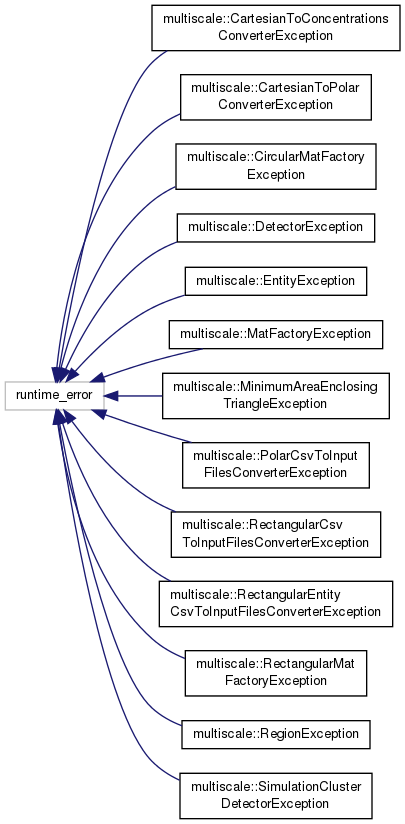 multiscale::CartesianToConcentrations
ConverterException
multiscale::CartesianToPolar
ConverterException
multiscale::CircularMatFactory
Exception
multiscale::DetectorException
multiscale::EntityException
multiscale::MatFactoryException
runtime_error
multiscale::MinimumAreaEnclosing
TriangleException
multiscale::PolarCsvToInput
FilesConverterException
multiscale::RectangularCsv
ToInputFilesConverterException
multiscale::RectangularEntity
CsvToInputFilesConverterException
multiscale::RectangularMat
FactoryException
multiscale::RegionException
multiscale::SimulationCluster
DetectorException